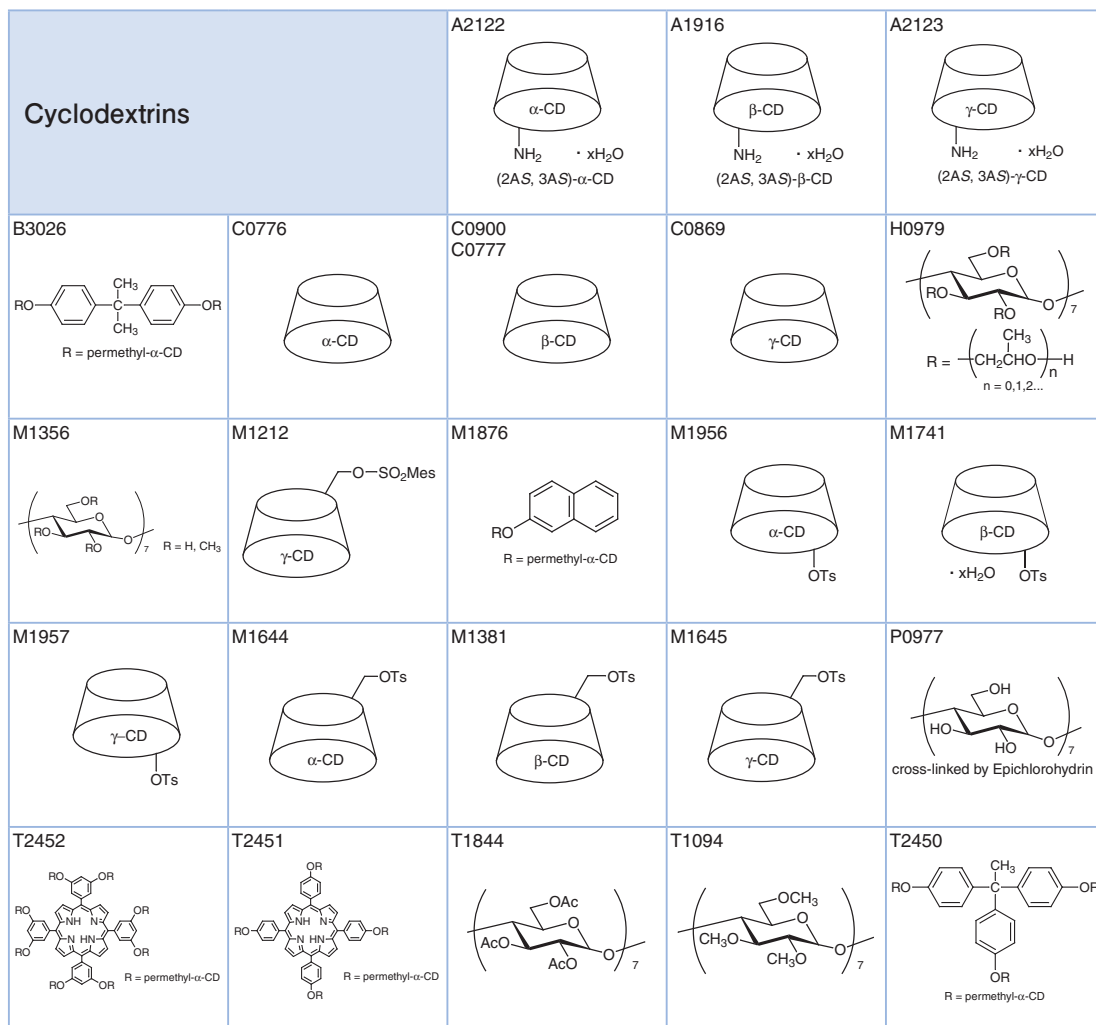 Cyclodextrins
A2122
α-CD
NH2 · xH2O
(2AS, 3AS)-α-CD
A1916
β-CD
NH2 · xH2O
(2AS, 3AS)-β-CD
A2123
γ-CD
NH2 · xH2O
(2AS, 3AS)-γ-CD
B3026
CH3
RO C OR
CH3
R = permethyl-α-CD
C0776
α-CD
C0900
C0777
β-CD
C0869
γ-CD
H0979
OR
O
RO
RO O 7
CH3
R = CH2CHO H
n
n = 0,1,2...
M1356
OR
O
RO
RO O 7
R = H, CH3
M1212
O SO2Mes
γ-CD
M1876
RO
R = permethyl-α-CD
M1956
α-CD
OTs
M1741
β-CD
· xH2O OTs
M1957
γ–CD
OTs
M1644
OTs
α-CD
M1381
OTs
β-CD
M1645
OTs
γ-CD
P0977
OH
O
HO
HO O 7
cross-linked by Epichlorohydrin
T2452
RO OR
RO OR
NH N
N HN
RO OR
RO OR
R = permethyl-α-CD
T2451
OR
NH N
RO OR
N HN
OR
R = permethyl-α-CD
T1844
OAc
O
AcO
AcO O 7
T1094
OCH3
O
CH3O
CH3O O 7
T2450
CH3
RO C OR
OR
R = permethyl-α-CD